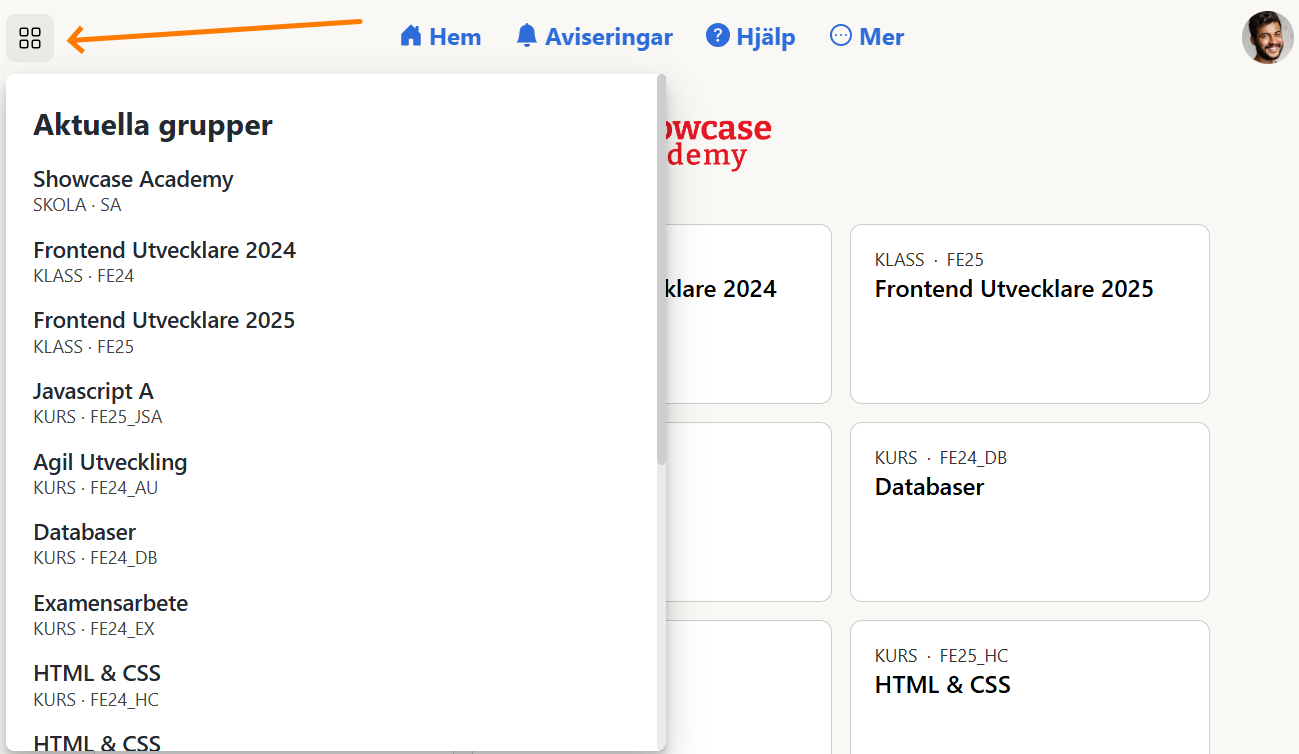 Hem
Aviseringar
Hjälp
Mer
Aktuella grupper
Showcase Academy
SKOLA · SA
Frontend Utvecklare 2024
KLASS · FE24
Frontend Utvecklare 2025
KLASS · FE25
Javascript A
KURS · FE25_JSA
Agil Utveckling
KURS · FE24_AU
Databaser
KURS · FE24_DB
Examensarbete
KURS · FE24_EX
HTML & CSS
KURS · FE24_HC
HTML & CSS
owcase
demy
klare 2024
KLASS · FE25
Frontend Utvecklare 2025
KURS · FE24_DB
Databaser
KURS · FE25_HC
HTML & CSS